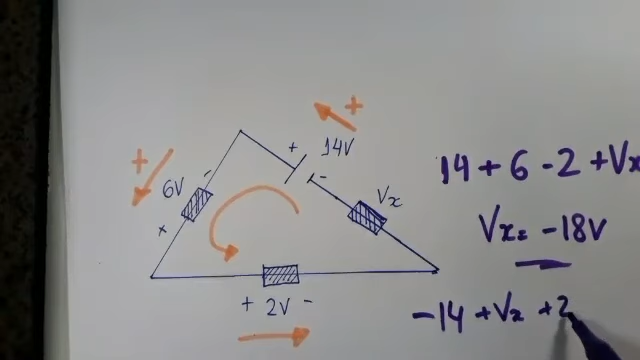 + 14V +
+ 6V - - Vx
+
+ 2V -
14 + 6 - 2 + Vx
Vx = - 18V
- 14 + Vx + 2